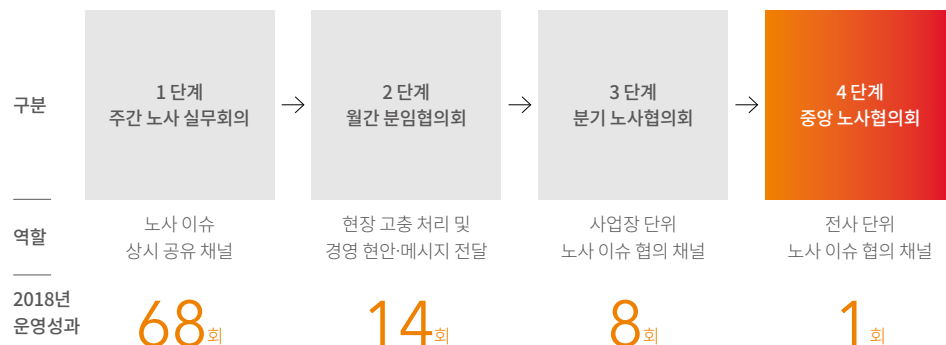 구분
1 단계
주간 노사 실무회의
2 단계
월간 분임협의회
3 단계
분기 노사협의회
4 단계
중앙 노사협의회
역할
노사 이슈
상시 공유 채널
현장 고충 처리 및
경영 현안·메시지 전달
사업장 단위
노사 이슈 협의 채널
전사 단위
노사 이슈 협의 채널
2018년
운영성과
68회
14회
8회
1회